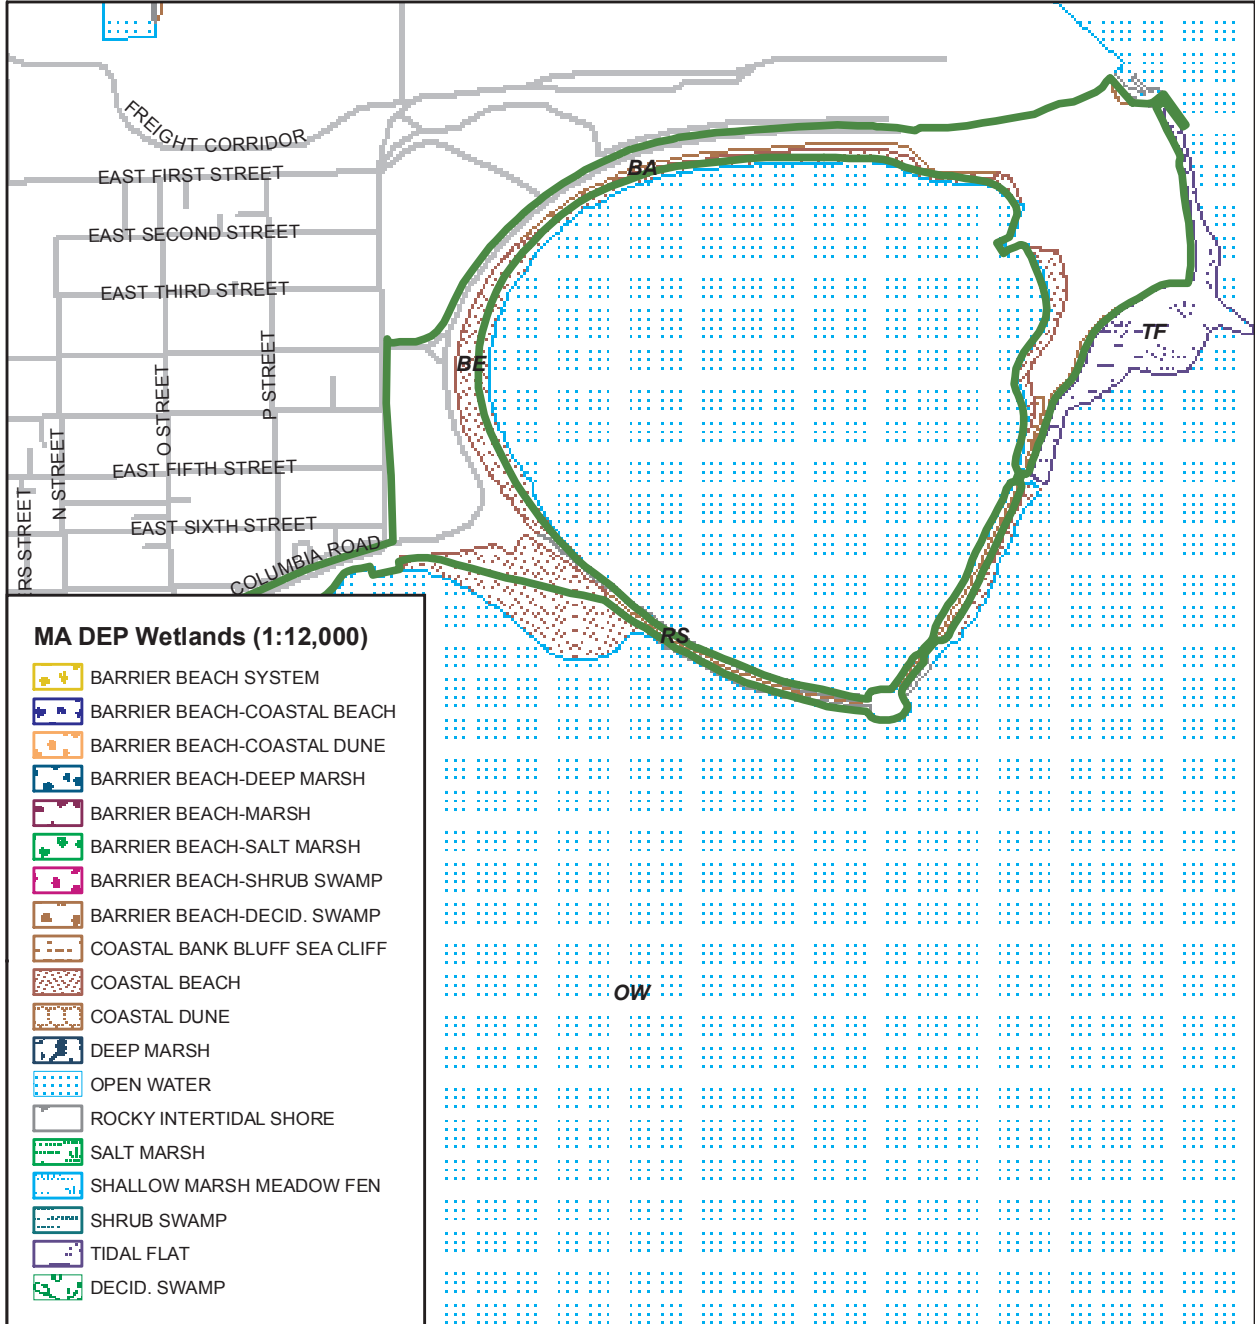 FREIGHT CORRIDOR
EAST FIRST STREET
BA
EAST SECOND STREET
EAST THIRD STREET
TF
P STREET
BE
O STREET
N STREET
EAST FIFTH STREET
RS STREET
EAST SIXTH STREET
COLUMBIA ROAD
RS
OW
MA DEP Wetlands (1:12,000)
BARRIER BEACH SYSTEM
BARRIER BEACH-COASTAL BEACH
BARRIER BEACH-COASTAL DUNE
BARRIER BEACH-DEEP MARSH
BARRIER BEACH-MARSH
BARRIER BEACH-SALT MARSH
BARRIER BEACH-SHRUB SWAMP
BARRIER BEACH-DECID. SWAMP
COASTAL BANK BLUFF SEA CLIFF
COASTAL BEACH
COASTAL DUNE
DEEP MARSH
OPEN WATER
ROCKY INTERTIDAL SHORE
SALT MARSH
SHALLOW MARSH MEADOW FEN
SHRUB SWAMP
TIDAL FLAT
DECID. SWAMP